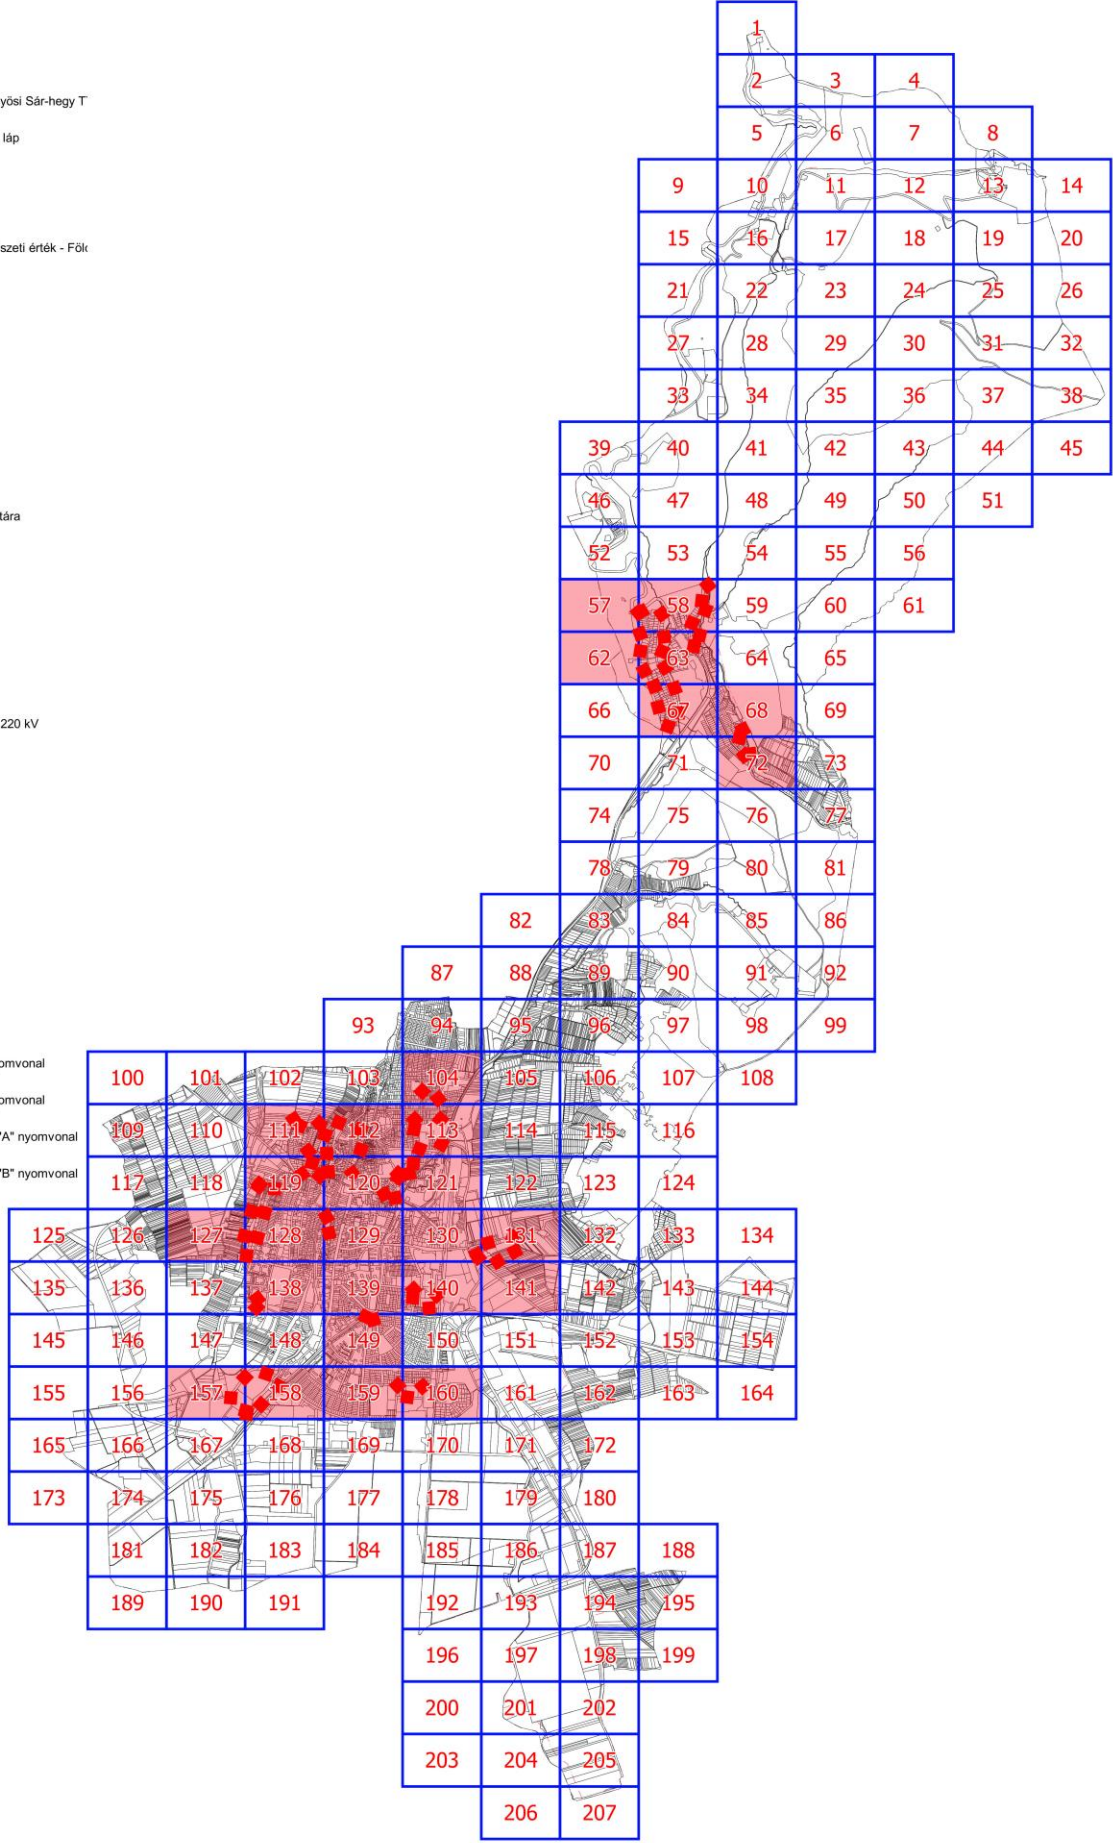 1
2 3 4
yösi Sár-hegy T
láp
5 6 7 8
9 10 11 12 13 14
15 16 17 18 19 20
szeti érték - Föl
21 22 23 24 25 26
27 28 29 30 31 32
33 34 35 36 37 38
39 40 41 42 43 44 45
46 47 48 49 50 51
tára
52 53 54 55 56
57 58 59 60 61
62 63 64 65
66 67 68 69
220 kV
70 71 72 73
74 75 76 77
78 79 80 81
82 83 84 85 86
87 88 89 90 91 92
93 94 95 96 97 98 99
omvonal
100 101 102 103 104 105 106 107 108
omvonal
109 110 111 112 113 114 115 116
"A" nyomvonal
"B" nyomvonal
117 118 119 120 121 122 123 124
125 126 127 128 129 130 131 132 133 134
135 136 137 138 139 140 141 142 143 144
145 146 147 148 149 150 151 152 153 154
155 156 157 158 159 160 161 162 163 164
165 166 167 168 169 170 171 172
173 174 175 176 177 178 179 180
181 182 183 184 185 186 187 188
189 190 191 192 193 194 195
196 197 198 199
200 201 202
203 204 205
206 207